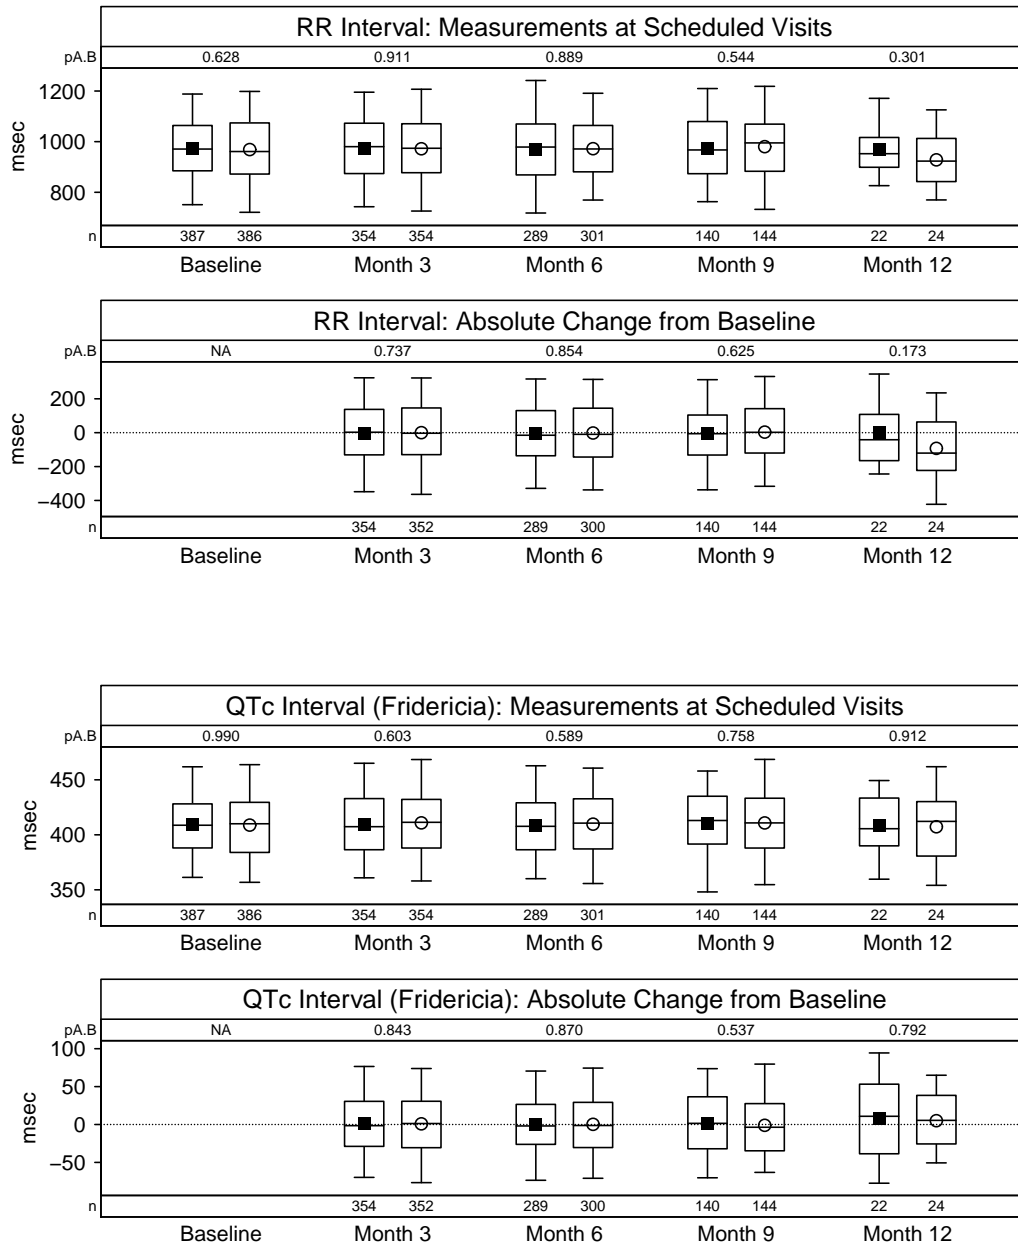 RR Interval: Measurements at Scheduled Visits
pA.B 0.628 0.911 0.889 0.544 0.301
1200
1000
800
msec
n 387 386 354 354 289 301 140 144 22 24
Baseline Month 3 Month 6 Month 9 Month 12
RR Interval: Absolute Change from Baseline
pA.B NA 0.737 0.854 0.625 0.173
200
0
−200
−400
msec
n 354 352 289 300 140 144 22 24
Baseline Month 3 Month 6 Month 9 Month 12
QTc Interval (Fridericia): Measurements at Scheduled Visits
pA.B 0.990 0.603 0.589 0.758 0.912
450
400
350
msec
n 387 386 354 354 289 301 140 144 22 24
Baseline Month 3 Month 6 Month 9 Month 12
QTc Interval (Fridericia): Absolute Change from Baseline
pA.B NA 0.843 0.870 0.537 0.792
100
50
0
−50
msec
n 354 352 289 300 140 144 22 24
Baseline Month 3 Month 6 Month 9 Month 12